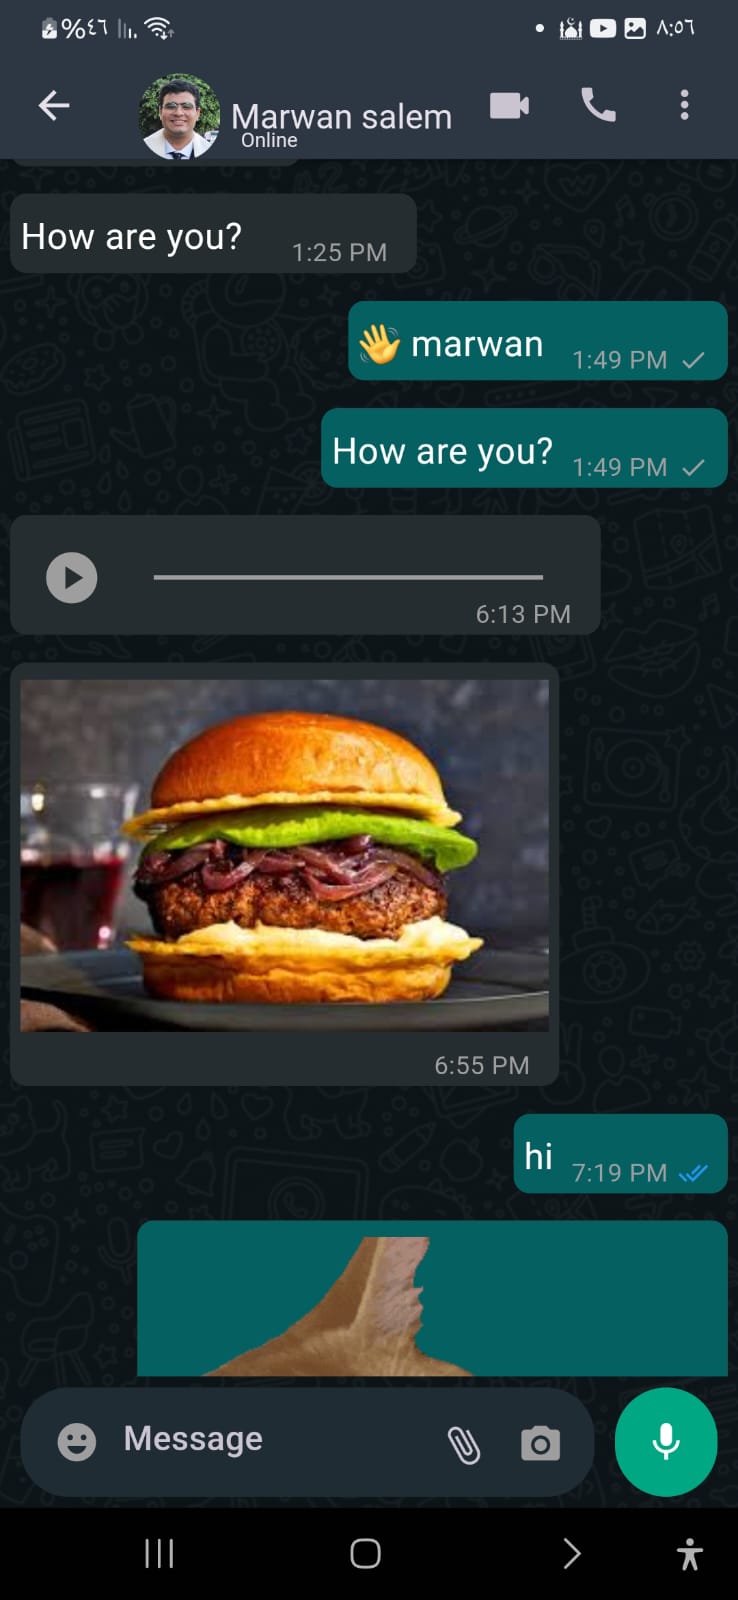 %٤٦ ٨:٥٦
Marwan salem
Online
How are you? 1:25 PM
👋 marwan 1:49 PM
How are you? 1:49 PM
6:13 PM
6:55 PM
hi 7:19 PM
Message